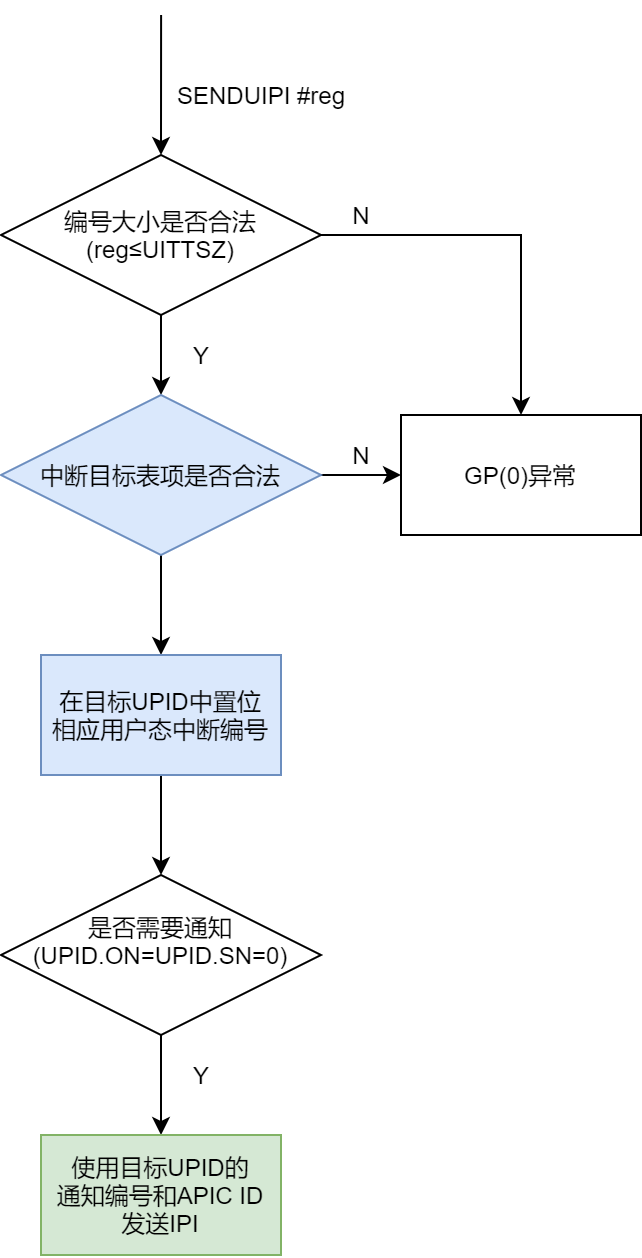 SENDUIPI #reg
编号大小是否合法
(reg≤UITTSZ)
N
Y
中断目标表项是否合法
N
GP(0)异常
在目标UPID中置位
相应用户态中断编号
是否需要通知
(UPID.ON=UPID.SN=0)
Y
使用目标UPID的
通知编号和APIC ID
发送IPI